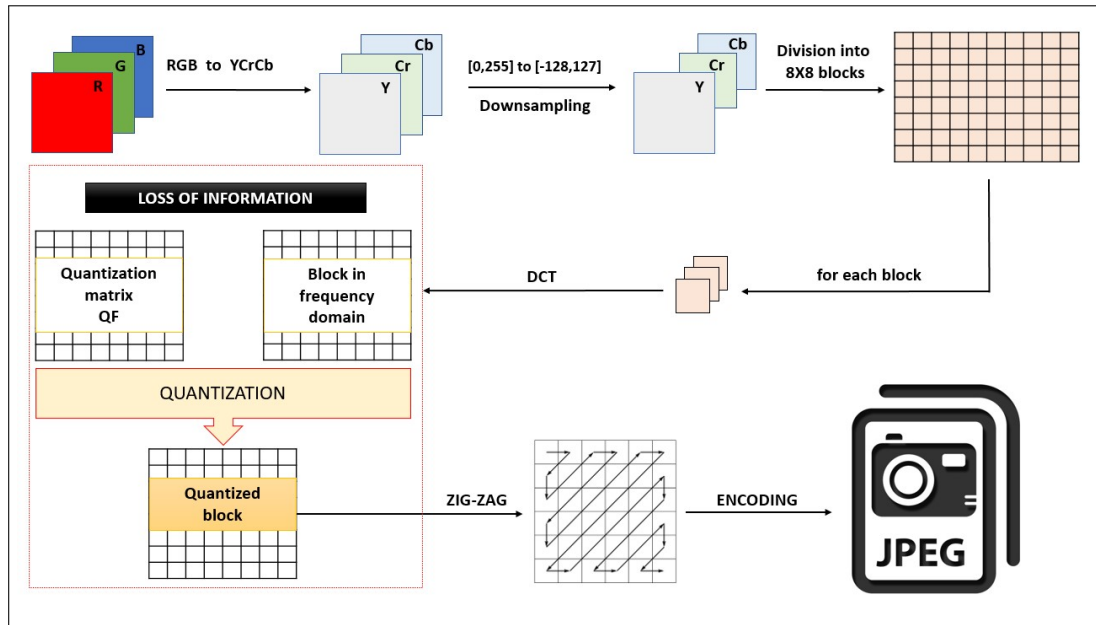 B
G
R
RGB to YCrCb
Cb
Cr
Y
[0,255] to [-128,127]
Downsampling
Cb
Cr
Y
Division into
8X8 blocks
LOSS OF INFORMATION
Quantization
matrix
QF
Block in
frequency
domain
DCT
for each block
QUANTIZATION
Quantized
block
ZIG-ZAG
ENCODING
JPEG